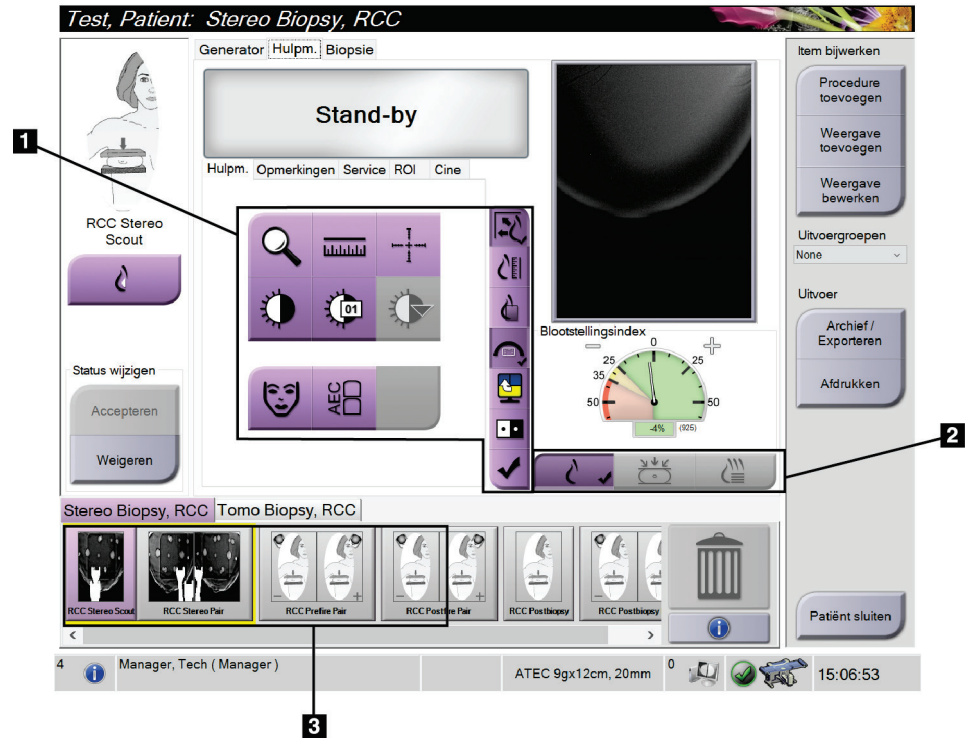 Test, Patient: Stereo Biopsy, RCC
Generator Hulpm. Biopsie
Stand-by
Hulpm. Opmerkingen Service ROI Cine
1
RCC Stereo
Scout
01
AEC
Status wijzigen
Accepteren
Weigeren
Blootstellingsindex
0
25 25
35
50 50
-4% (925)
2
Item bijwerken
Procedure
toevoegen
Weergave
toevoegen
Weergave
bewerken
Uitvoergroepen
None
Uitvoer
Archief /
Exporteren
Afdrukken
Patiënt sluiten
Stereo Biopsy, RCC Tomo Biopsy, RCC
RCC Stereo Scout RCC Stereo Pair RCC Prefire Pair RCC Postfire Pair RCC Postbiopsy RCC Postbiopsy
4 Manager, Tech ( Manager ) ATEC 9gx12cm, 20mm 0 15:06:53
3